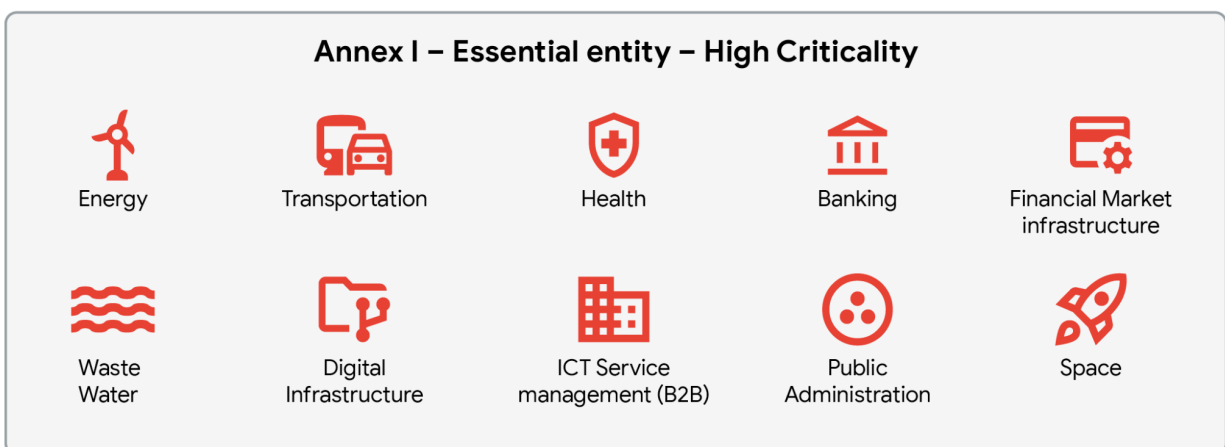 Annex I – Essential entity – High Criticality
Energy
Transportation
Health
Banking
Financial Market
infrastructure
Waste
Water
Digital
Infrastructure
ICT Service
management (B2B)
Public
Administration
Space